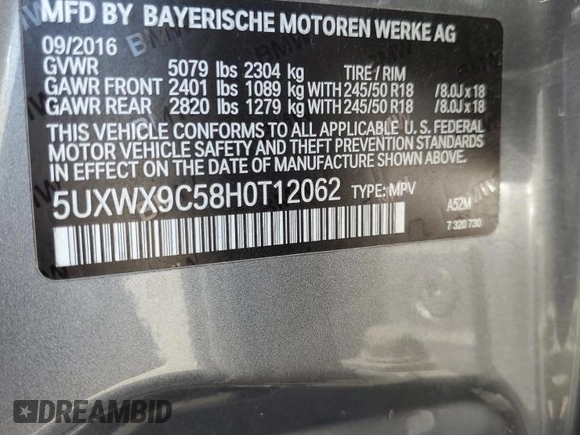 MFD BY BAYERISCHE MOTOREN WERKE AG
09/2016
GVWR 5079 lbs 2304 kg TIRE / RIM
GAWR FRONT 2401 lbs 1089 kg WITH 245/50 R18 /8.0J x 18
GAWR REAR 2820 lbs 1279 kg WITH 245/50 R18 /8.0J x 18
THIS VEHICLE CONFORMS TO ALL APPLICABLE U.S. FEDERAL
MOTOR VEHICLE SAFETY AND THEFT PREVENTION STANDARDS
IN EFFECT ON THE DATE OF MANUFACTURE SHOWN ABOVE.
5UXWX9C58H0T12062 TYPE: MPV A52M
7 320 730
DREAMBID